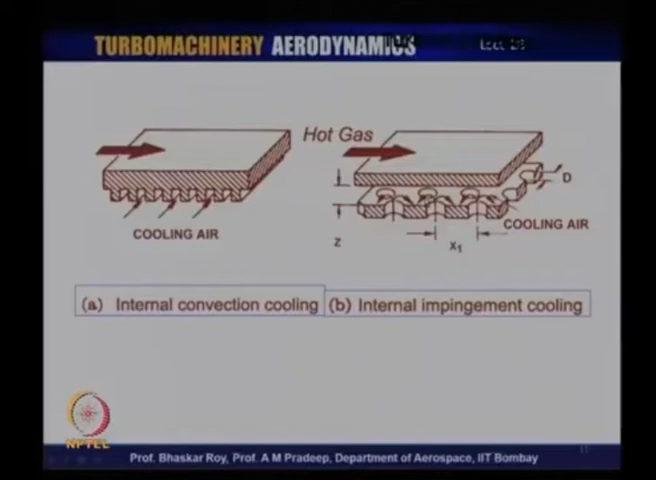 TURBOMACHINERY AERODYNAMICS
Hot Gas
D
COOLING AIR
COOLING AIR
Z
X1
(a) Internal convection cooling
(b) Internal impingement cooling
NPTEL
Prof. Bhaskar Roy, Prof. A M Pradeep, Department of Aerospace, IIT Bombay